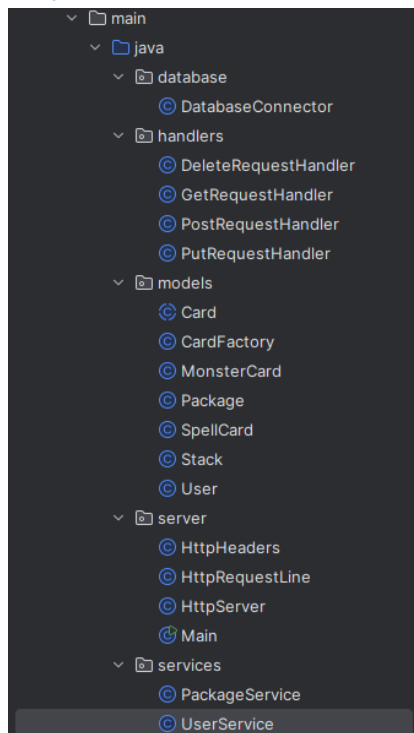 main
java
database
DatabaseConnector
handlers
DeleteRequestHandler
GetRequestHandler
PostRequestHandler
PutRequestHandler
models
Card
CardFactory
MonsterCard
Package
SpellCard
Stack
User
server
HttpHeaders
HttpRequestLine
HttpServer
Main
services
PackageService
UserService